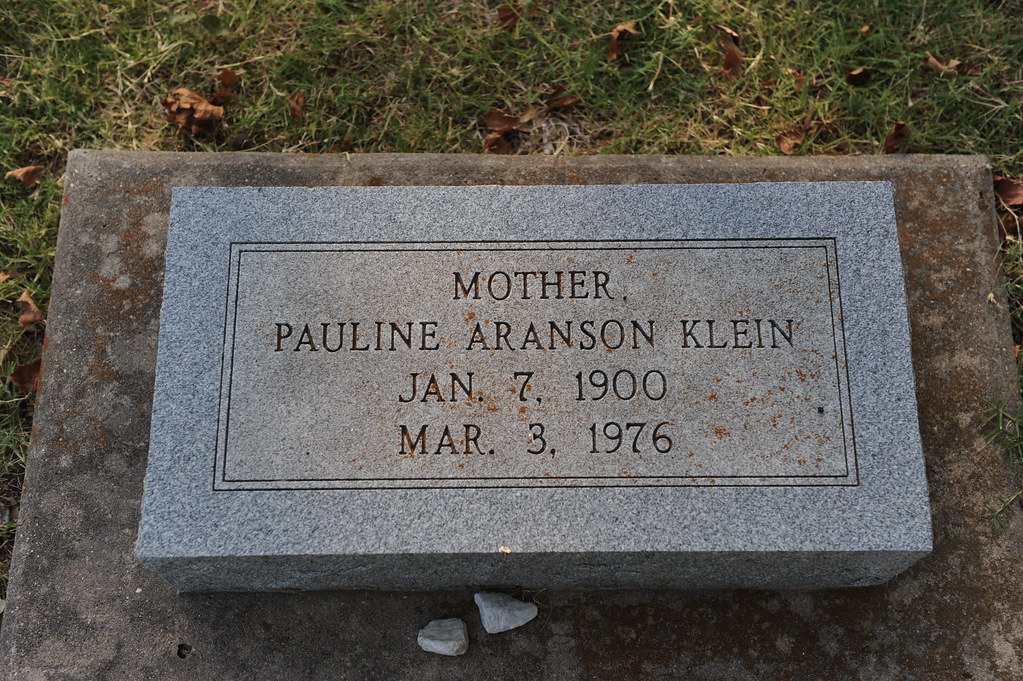 MOTHER
PAULINE ARANSON KLEIN
JAN. 7, 1900
MAR. 3, 1976